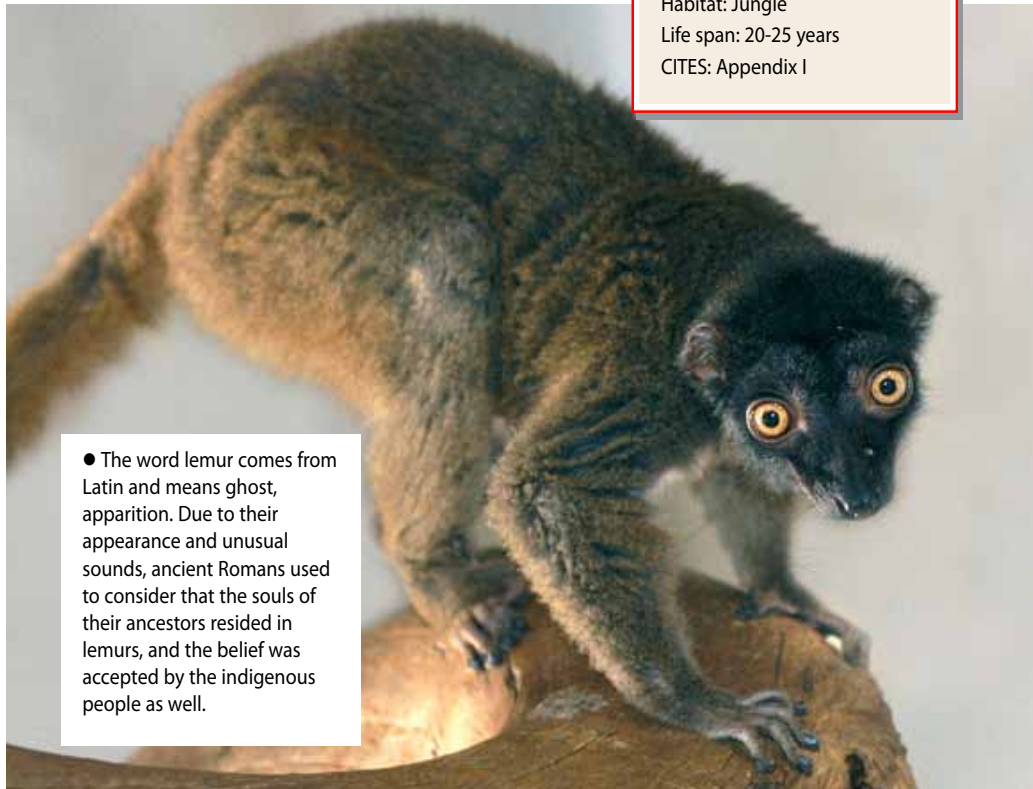 Habitat: Jungle
Life span: 20-25 years
CITES: Appendix I
● The word lemur comes from
Latin and means ghost,
apparition. Due to their
appearance and unusual
sounds, ancient Romans used
to consider that the souls of
their ancestors resided in
lemurs, and the belief was
accepted by the indigenous
people as well.